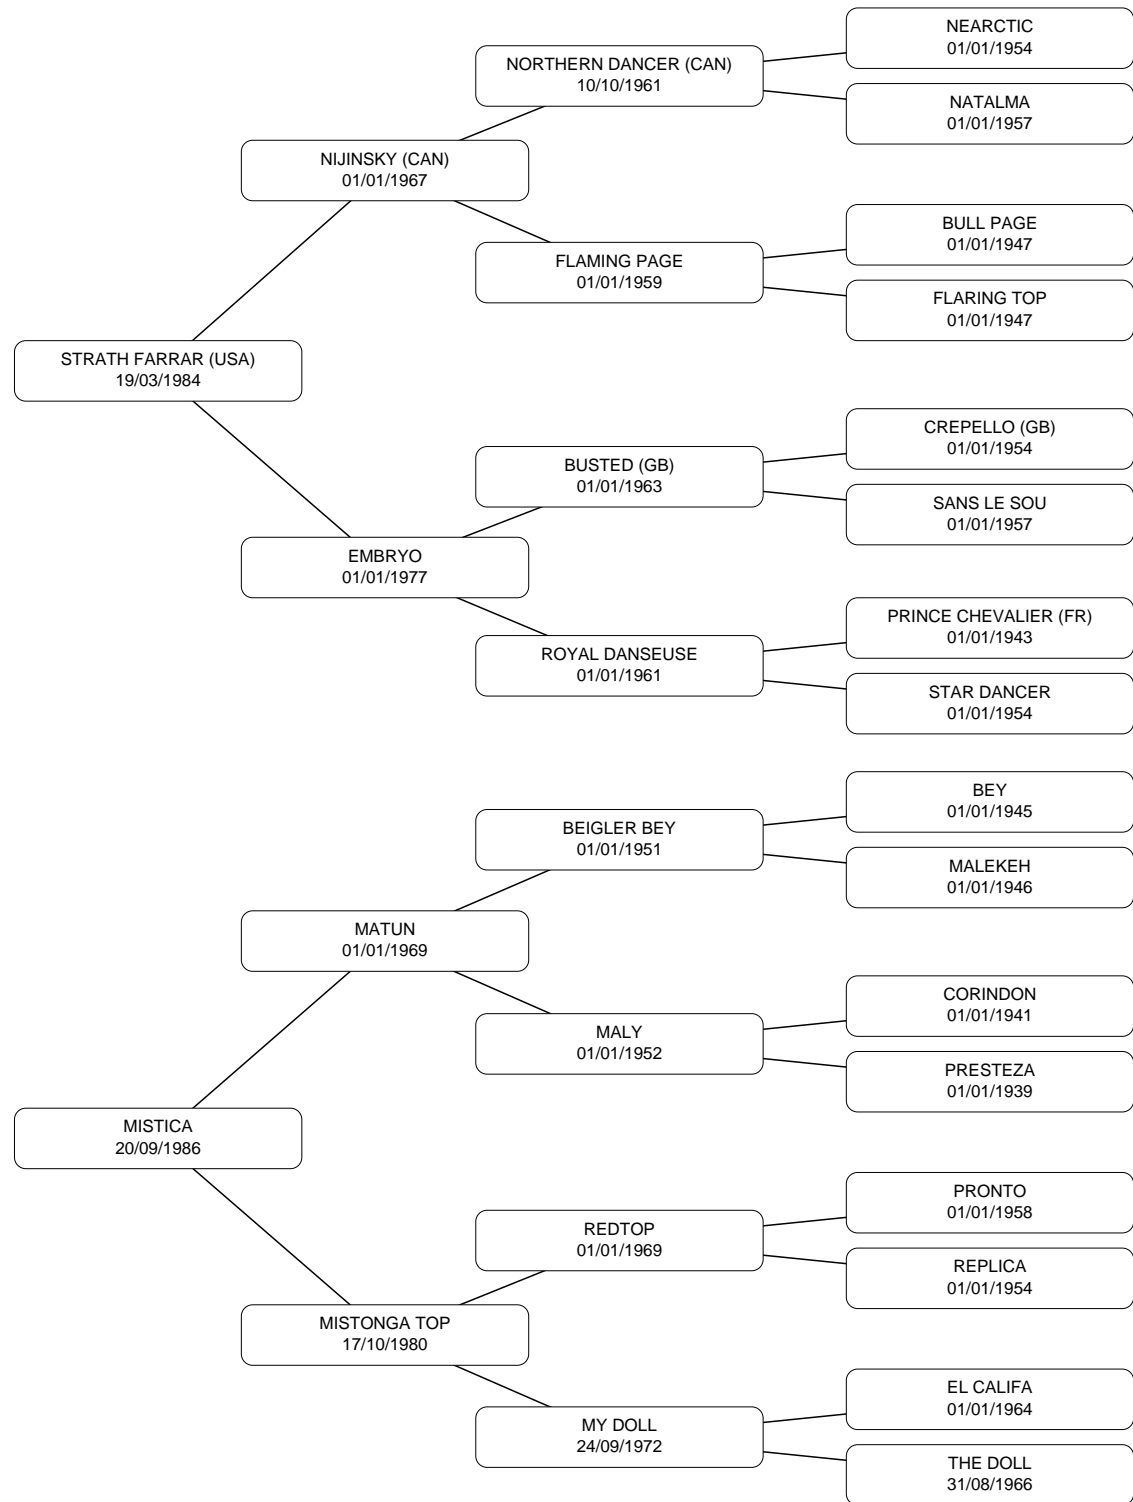 NEARCTIC
01/01/1954
NORTHERN DANCER (CAN)
10/10/1961
NATALMA
01/01/1957
NIJINSKY (CAN)
01/01/1967
BULL PAGE
01/01/1947
FLAMING PAGE
01/01/1959
FLARING TOP
01/01/1947
STRATH FARRAR (USA)
19/03/1984
CREPELLO (GB)
01/01/1954
BUSTED (GB)
01/01/1963
SANS LE SOU
01/01/1957
EMBRYO
01/01/1977
PRINCE CHEVALIER (FR)
01/01/1943
ROYAL DANSEUSE
01/01/1961
STAR DANCER
01/01/1954
BEY
01/01/1945
BEIGLER BEY
01/01/1951
MALEKEH
01/01/1946
MATUN
01/01/1969
CORINDON
01/01/1941
MALY
01/01/1952
PRESTEZA
01/01/1939
MISTICA
20/09/1986
PRONTO
01/01/1958
REDTOP
01/01/1969
REPLICA
01/01/1954
MISTONGA TOP
17/10/1980
EL CALIFA
01/01/1964
MY DOLL
24/09/1972
THE DOLL
31/08/1966